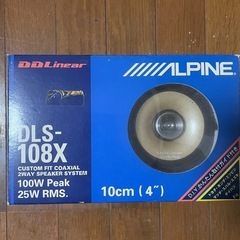 DDLinear
ALPINE
DLS-
108X
CUSTOM FIT COAXIAL
2WAY SPEAKER SYSTEM
100W Peak
25W RMS.
10cm (4")